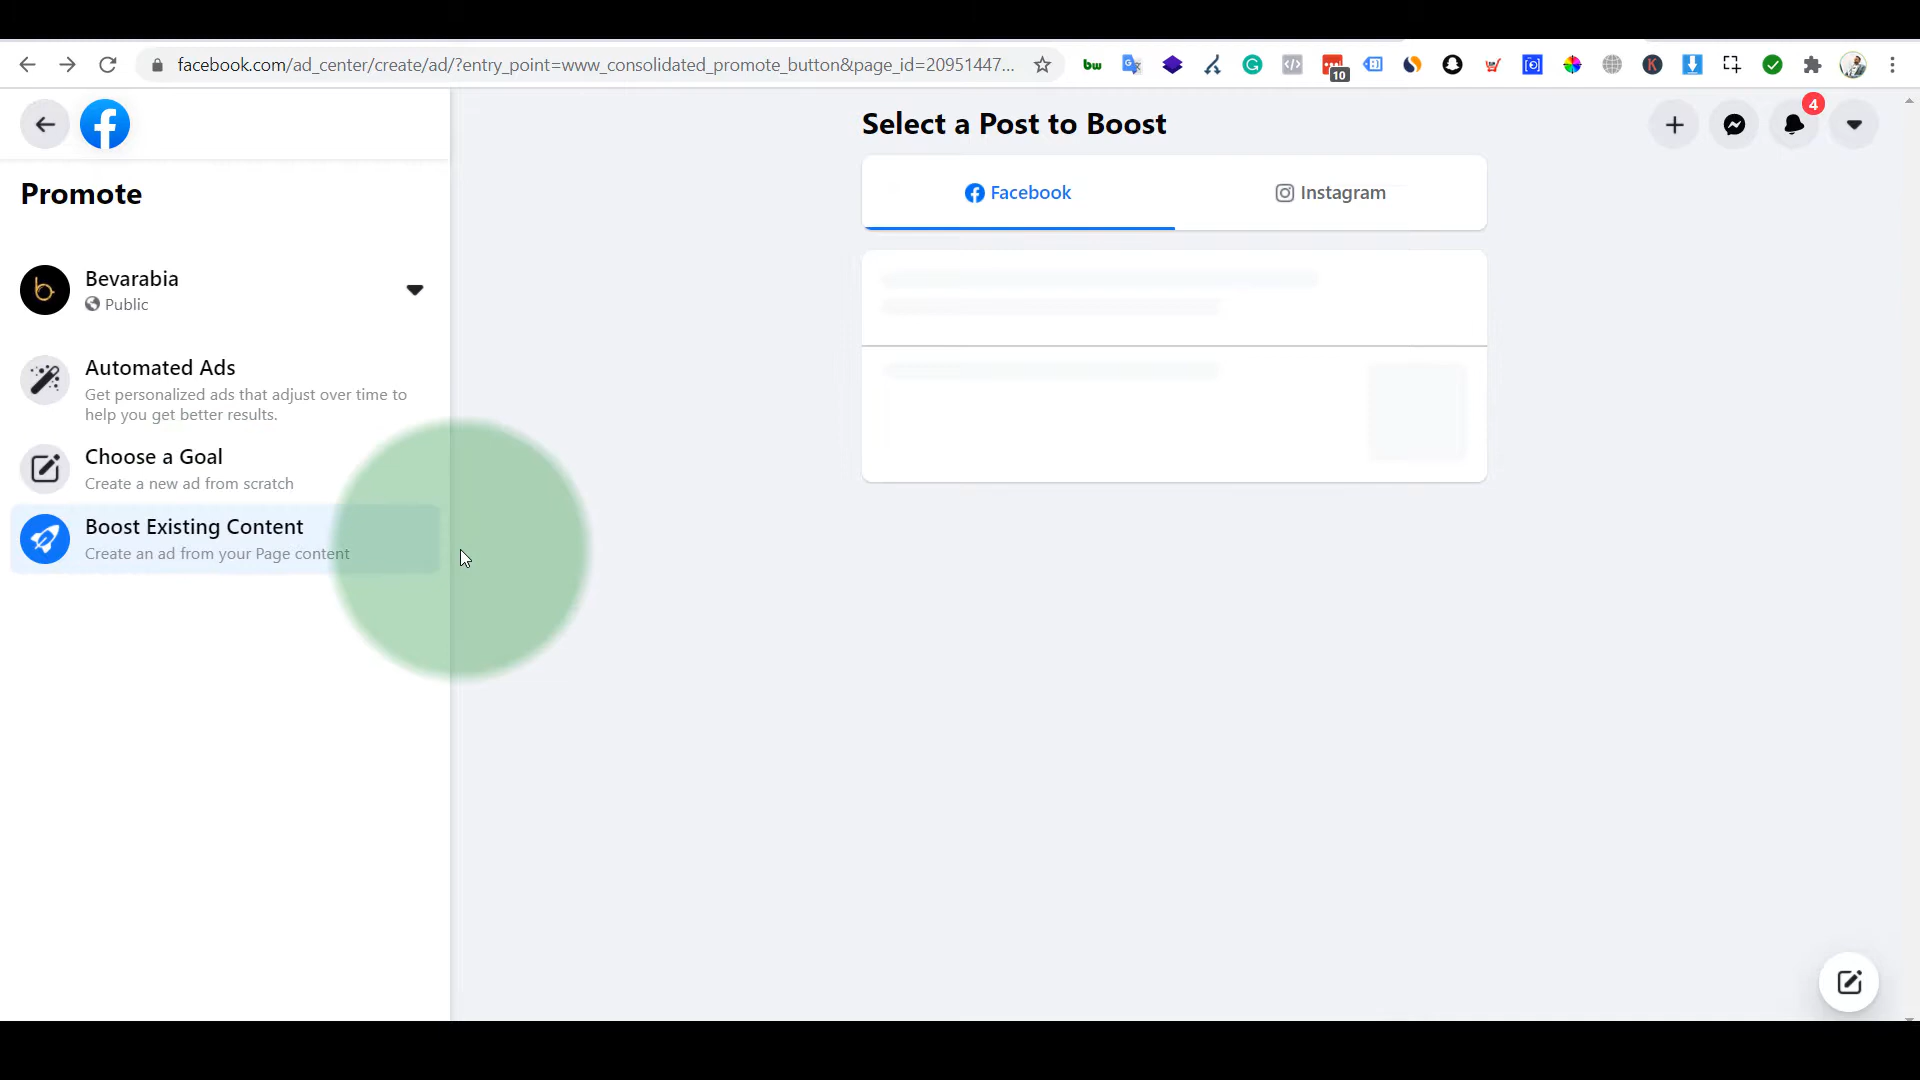 facebook.com/ad_center/create/ad/?entry_point=www_consolidated_promote_button&page_id=20951447...
bw
10
Promote
Bevarabia
Public
Automated Ads
Get personalized ads that adjust over time to
help you get better results.
Choose a Goal
Create a new ad from scratch
Boost Existing Content
Create an ad from your Page content
Select a Post to Boost
Facebook
Instagram
4